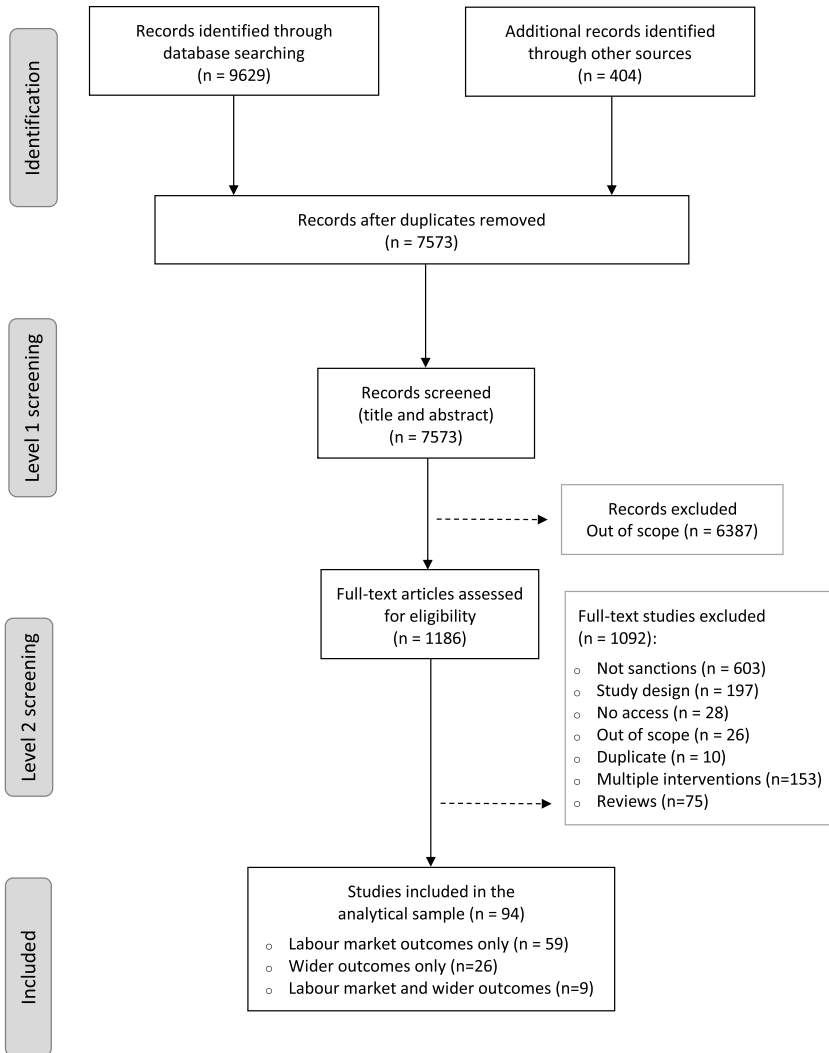 Identification
Records identified through
database searching
(n = 9629)
Additional records identified
through other sources
(n = 404)
Records after duplicates removed
(n = 7573)
Level 1 screening
Records screened
(title and abstract)
(n = 7573)
Records excluded
Out of scope (n = 6387)
Level 2 screening
Full-text articles assessed
for eligibility
(n = 1186)
Full-text studies excluded
(n = 1092):
○ Not sanctions (n = 603)
○ Study design (n = 197)
○ No access (n = 28)
○ Out of scope (n = 26)
○ Duplicate (n = 10)
○ Multiple interventions (n=153)
○ Reviews (n=75)
Included
Studies included in the
analytical sample (n = 94)
○ Labour market outcomes only (n = 59)
○ Wider outcomes only (n=26)
○ Labour market and wider outcomes (n=9)